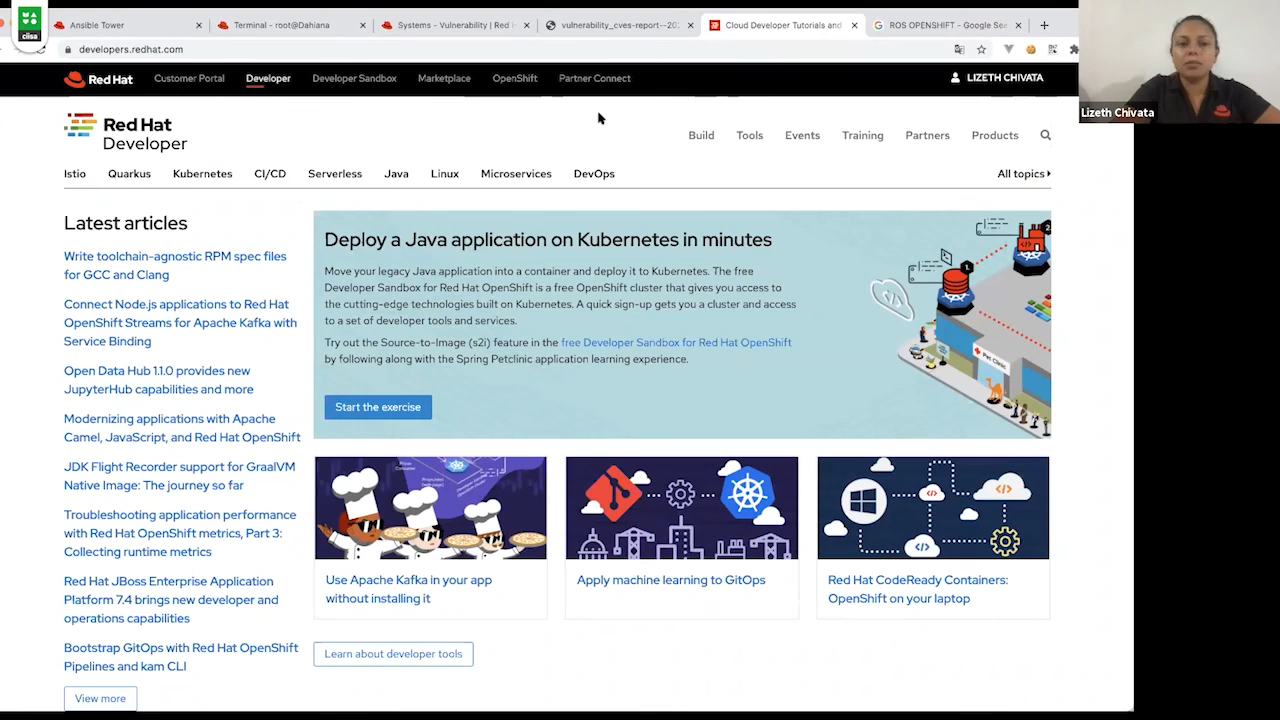 Ansible Tower
Terminal - root@Dahiana
Systems - Vulnerability | Red H
vulnerability_cves-report--202
Cloud Developer Tutorials and
ROS OPENSHIFT - Google Sea
clisa
developers.redhat.com
Red Hat
Customer Portal
Developer
Developer Sandbox
Marketplace
OpenShift
Partner Connect
LIZETH CHIVATA
Lizeth Chivata
Red Hat
Developer
Build
Tools
Events
Training
Partners
Products
Istio
Quarkus
Kubernetes
CI/CD
Serverless
Java
Linux
Microservices
DevOps
All topics
Latest articles
Write toolchain-agnostic RPM spec files
for GCC and Clang
Connect Node.js applications to Red Hat
OpenShift Streams for Apache Kafka with
Service Binding
Open Data Hub 1.1.0 provides new
JupyterHub capabilities and more
Modernizing applications with Apache
Camel, JavaScript, and Red Hat OpenShift
JDK Flight Recorder support for GraalVM
Native Image: The journey so far
Troubleshooting application performance
with Red Hat OpenShift metrics, Part 3:
Collecting runtime metrics
Red Hat JBoss Enterprise Application
Platform 7.4 brings new developer and
operations capabilities
Bootstrap GitOps with Red Hat OpenShift
Pipelines and kam CLI
View more
Deploy a Java application on Kubernetes in minutes
Move your legacy Java application into a container and deploy it to Kubernetes. The free
Developer Sandbox for Red Hat OpenShift is a free OpenShift cluster that gives you access to
the cutting-edge technologies built on Kubernetes. A quick sign-up gets you a cluster and access
to a set of developer tools and services.
Try out the Source-to-Image (s2i) feature in the free Developer Sandbox for Red Hat OpenShift
by following along with the Spring Petclinic application learning experience.
Start the exercise
1
2
Pet Clinic
Use Apache Kafka in your app
without installing it
Apply machine learning to GitOps
Red Hat CodeReady Containers:
OpenShift on your laptop
Learn about developer tools